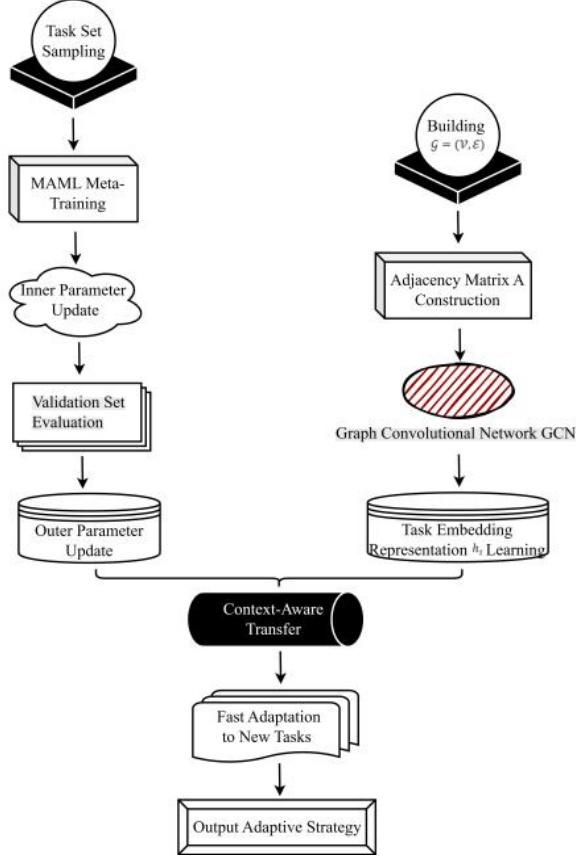 Task Set
Sampling
MAML Meta-
Training
Inner Parameter
Update
Validation Set
Evaluation
Outer Parameter
Update
Building
𝒢 = (𝒱, ℰ)
Adjacency Matrix A
Construction
Graph Convolutional Network GCN
Task Embedding
Representation hₜ Learning
Context-Aware
Transfer
Fast Adaptation
to New Tasks
Output Adaptive Strategy